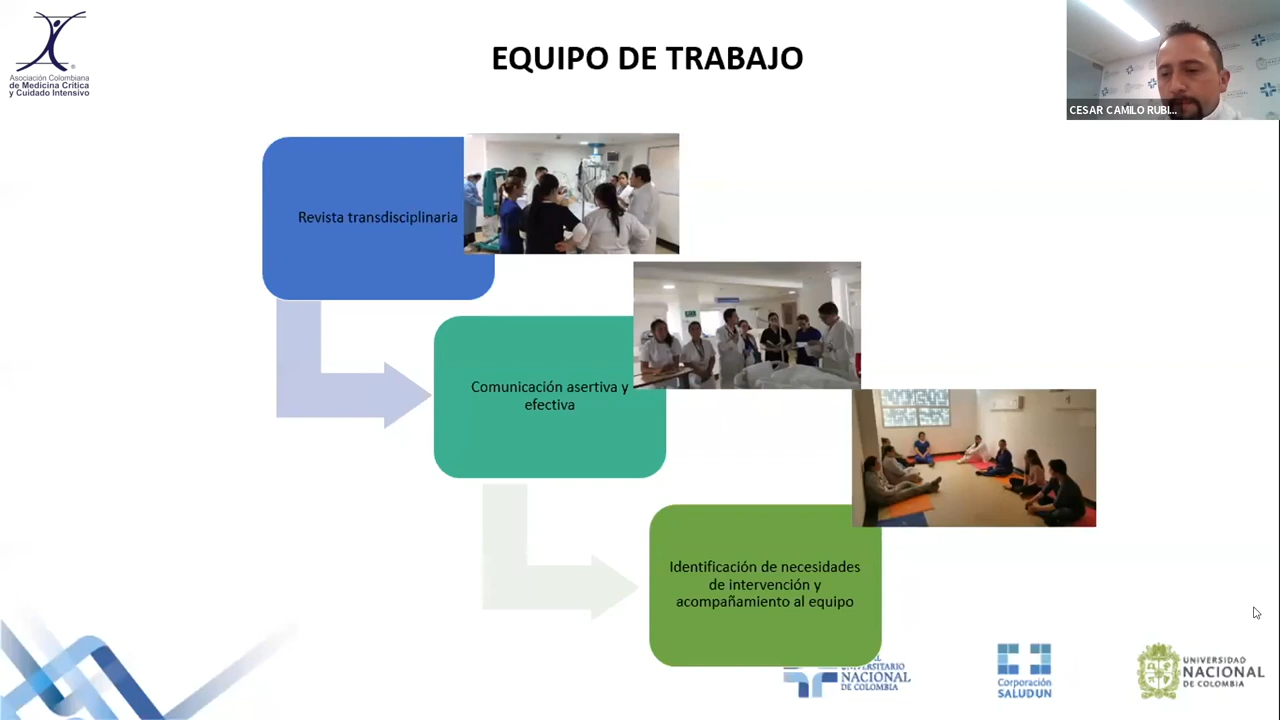 Asociación Colombiana
de Medicina Crítica
y Cuidado Intensivo
EQUIPO DE TRABAJO
CESAR CAMILO RUBI...
Revista transdisciplinaria
Comunicación asertiva y
efectiva
Identificación de necesidades
de intervención y
acompañamiento al equipo
NACIONAL
DE COLOMBIA
Corporación
SALUDUN
UNIVERSIDAD
NACIONAL
DE COLOMBIA